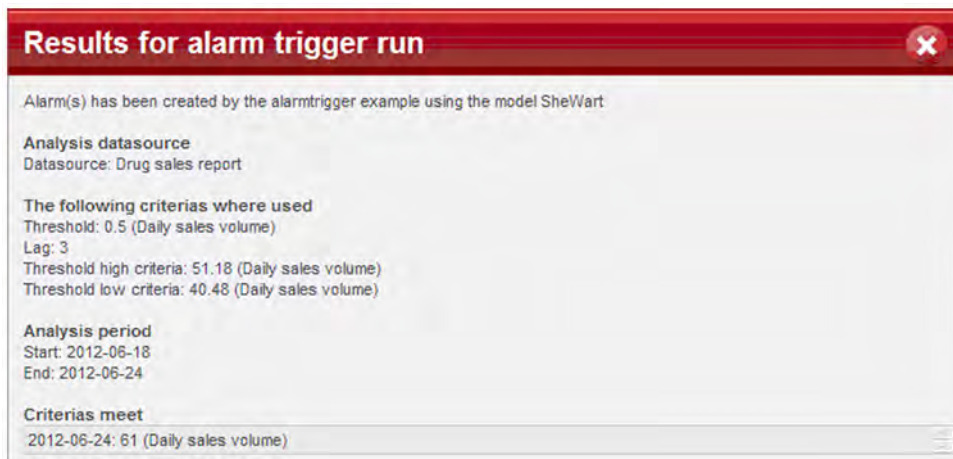 Results for alarm trigger run
Alarm(s) has been created by the alarmtrigger example using the model SheWart
Analysis datasource
Datasource: Drug sales report
The following criterias where used
Threshold: 0.5 (Daily sales volume)
Lag: 3
Threshold high criteria: 51.18 (Daily sales volume)
Threshold low criteria: 40.48 (Daily sales volume)
Analysis period
Start: 2012-06-18
End: 2012-06-24
Criterias meet
2012-06-24: 61 (Daily sales volume)